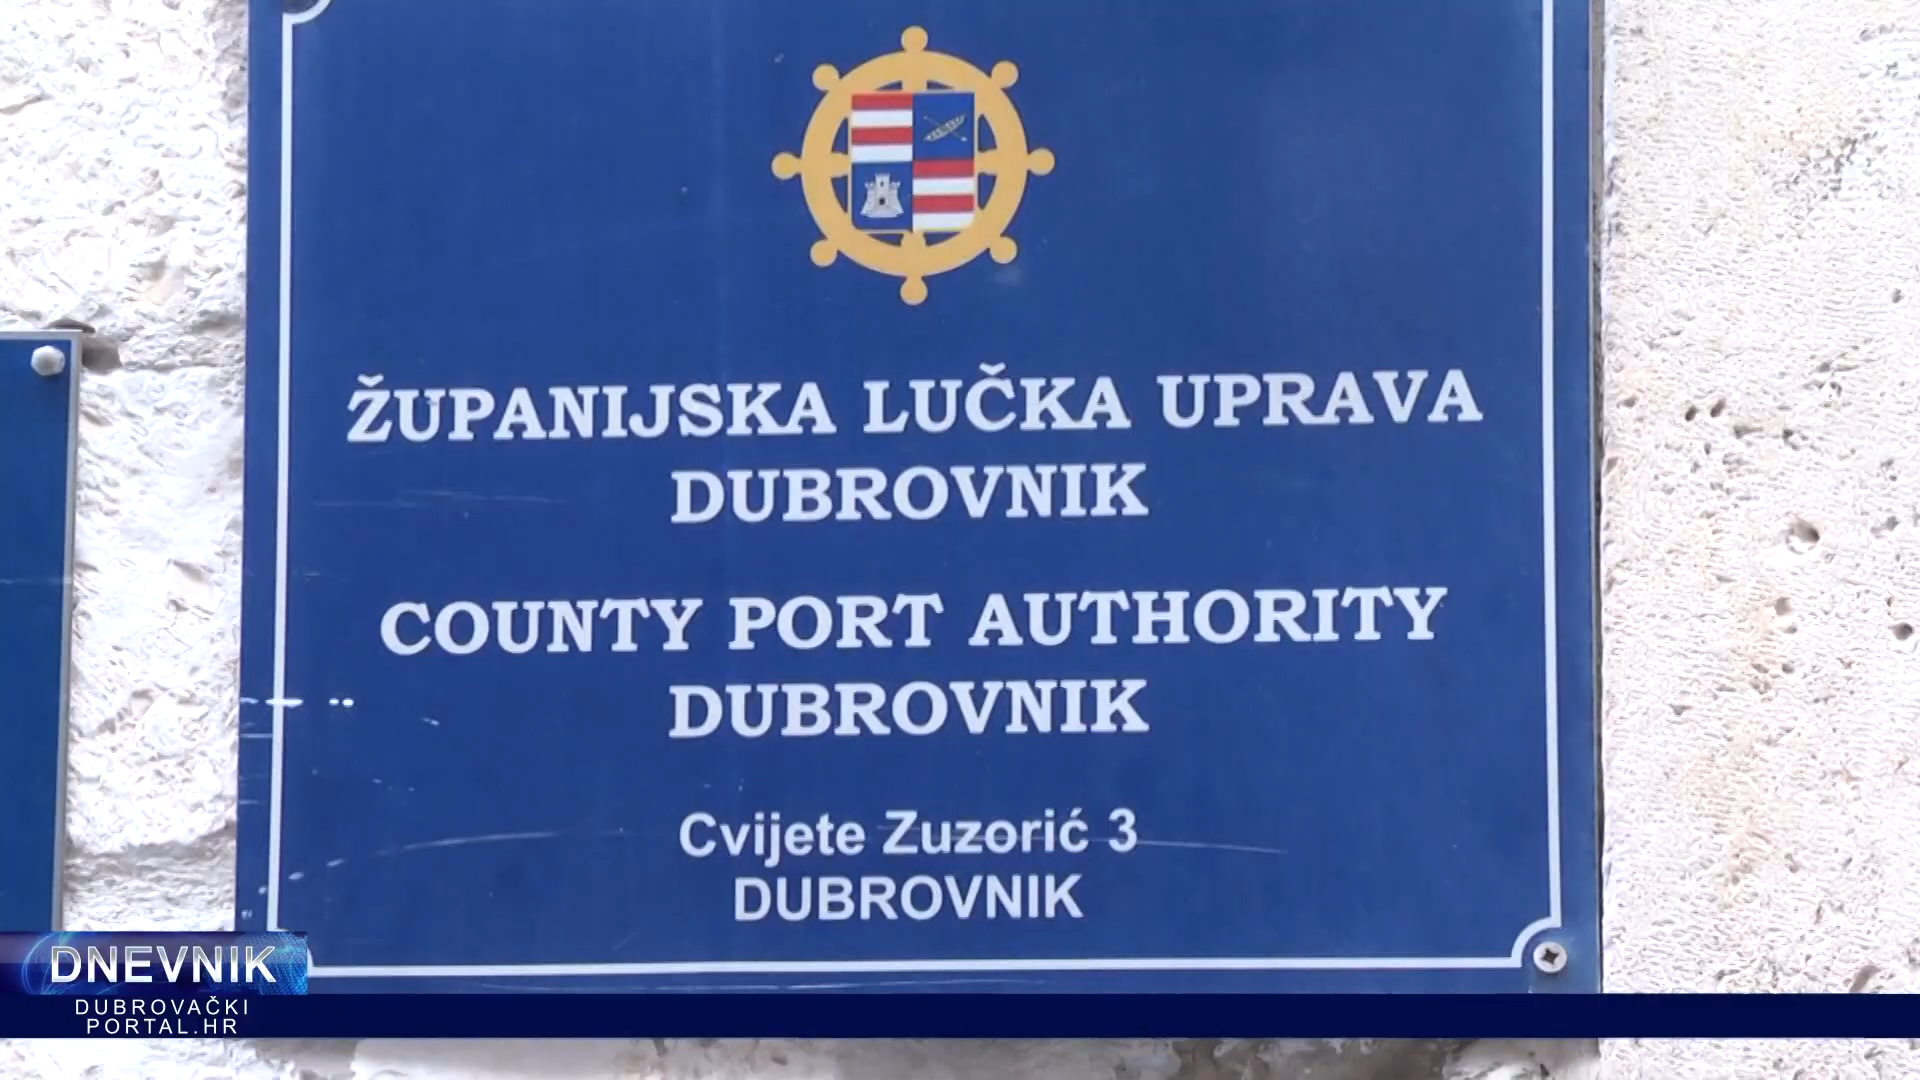 ŽUPANIJSKA LUČKA UPRAVA
DUBROVNIK
COUNTY PORT AUTHORITY
DUBROVNIK
Cvijete Zuzorić 3
DUBROVNIK
DNEVNIK
DUBROVAČKI
PORTAL.HR